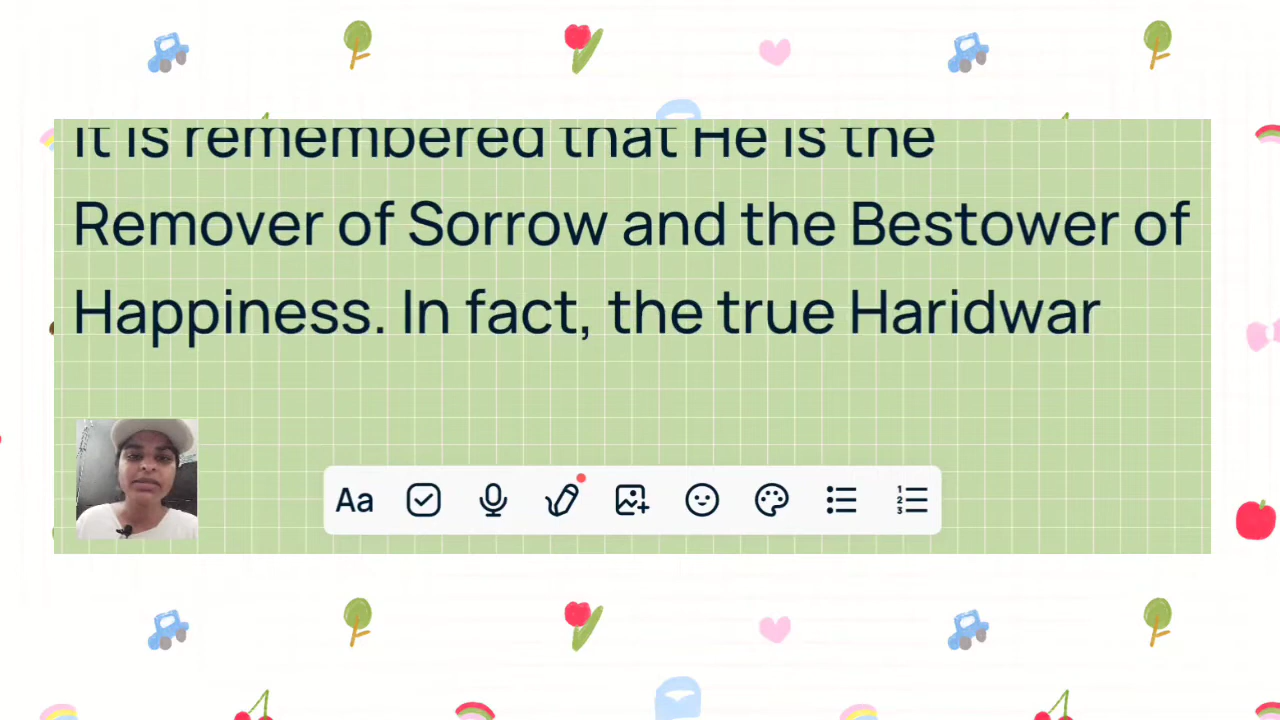 It is remembered that He is the
Remover of Sorrow and the Bestower of
Happiness. In fact, the true Haridwar
Aa